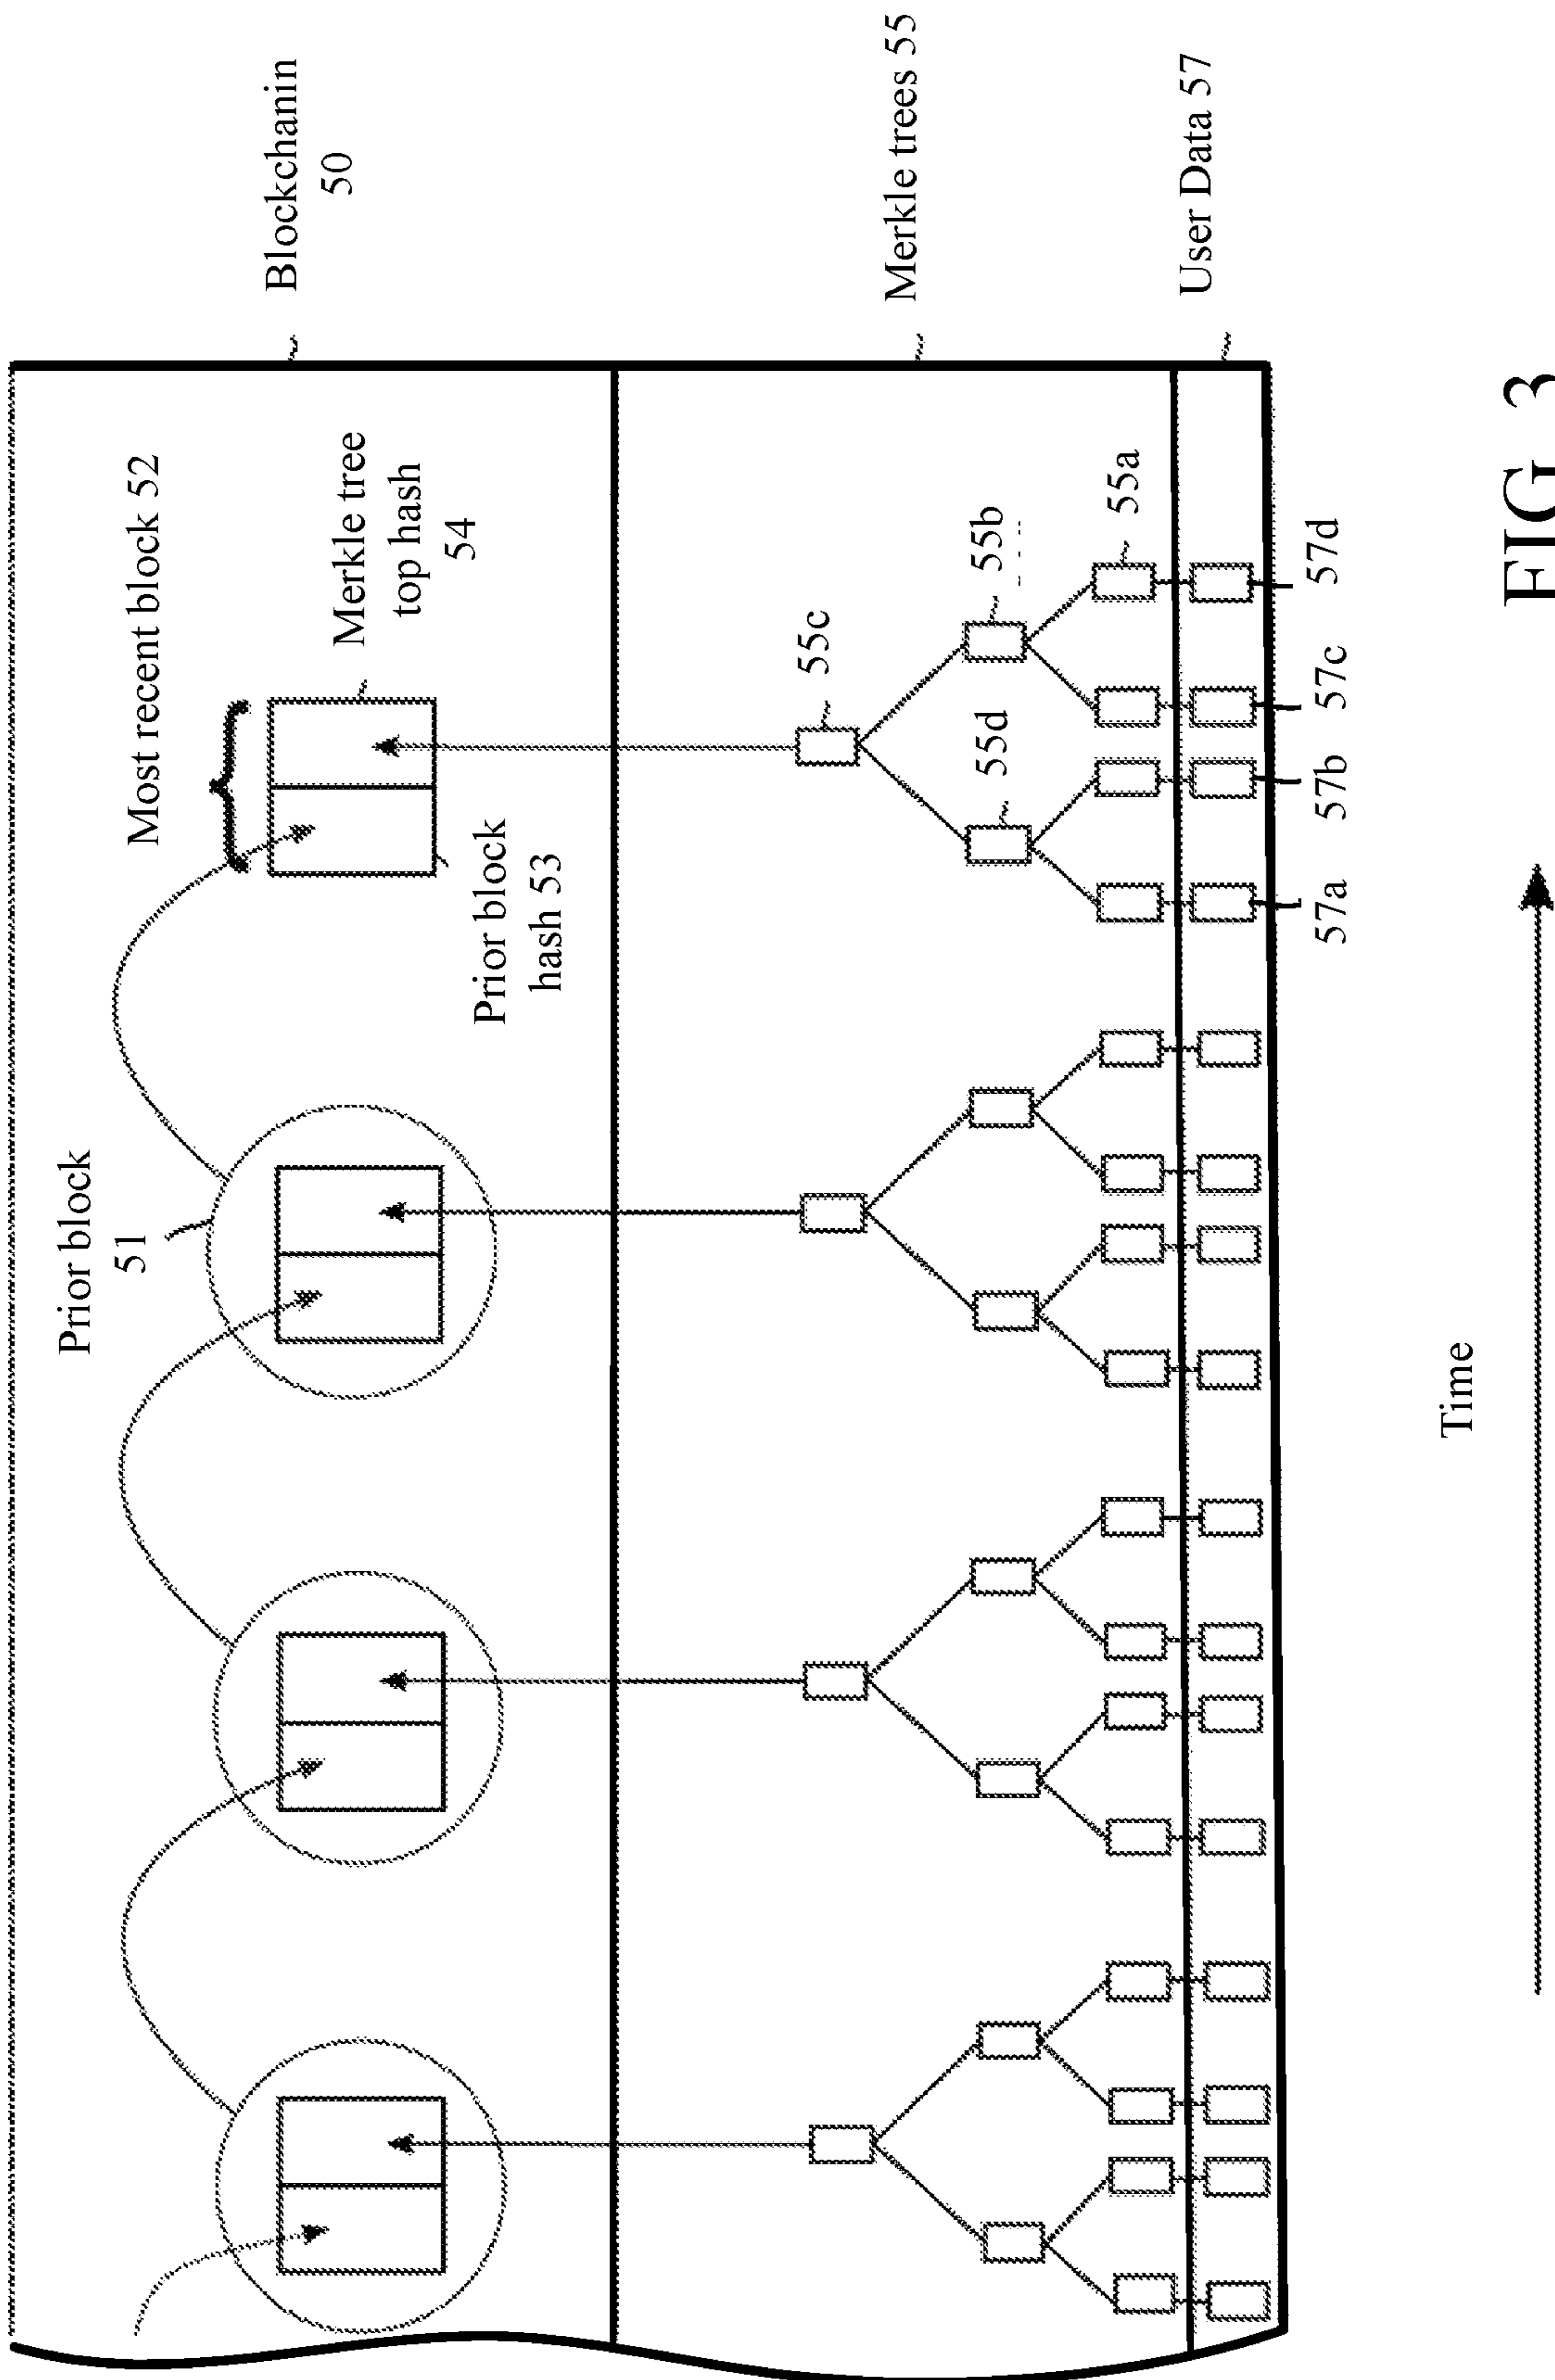 Blockchanin
50
Most recent block 52
Prior block
51
Merkle tree
top hash
54
Prior block
hash 53
Merkle trees 55
55c
55d
55b
55a
User Data 57
57a
57b
57c
57d
Time
FIG. 3